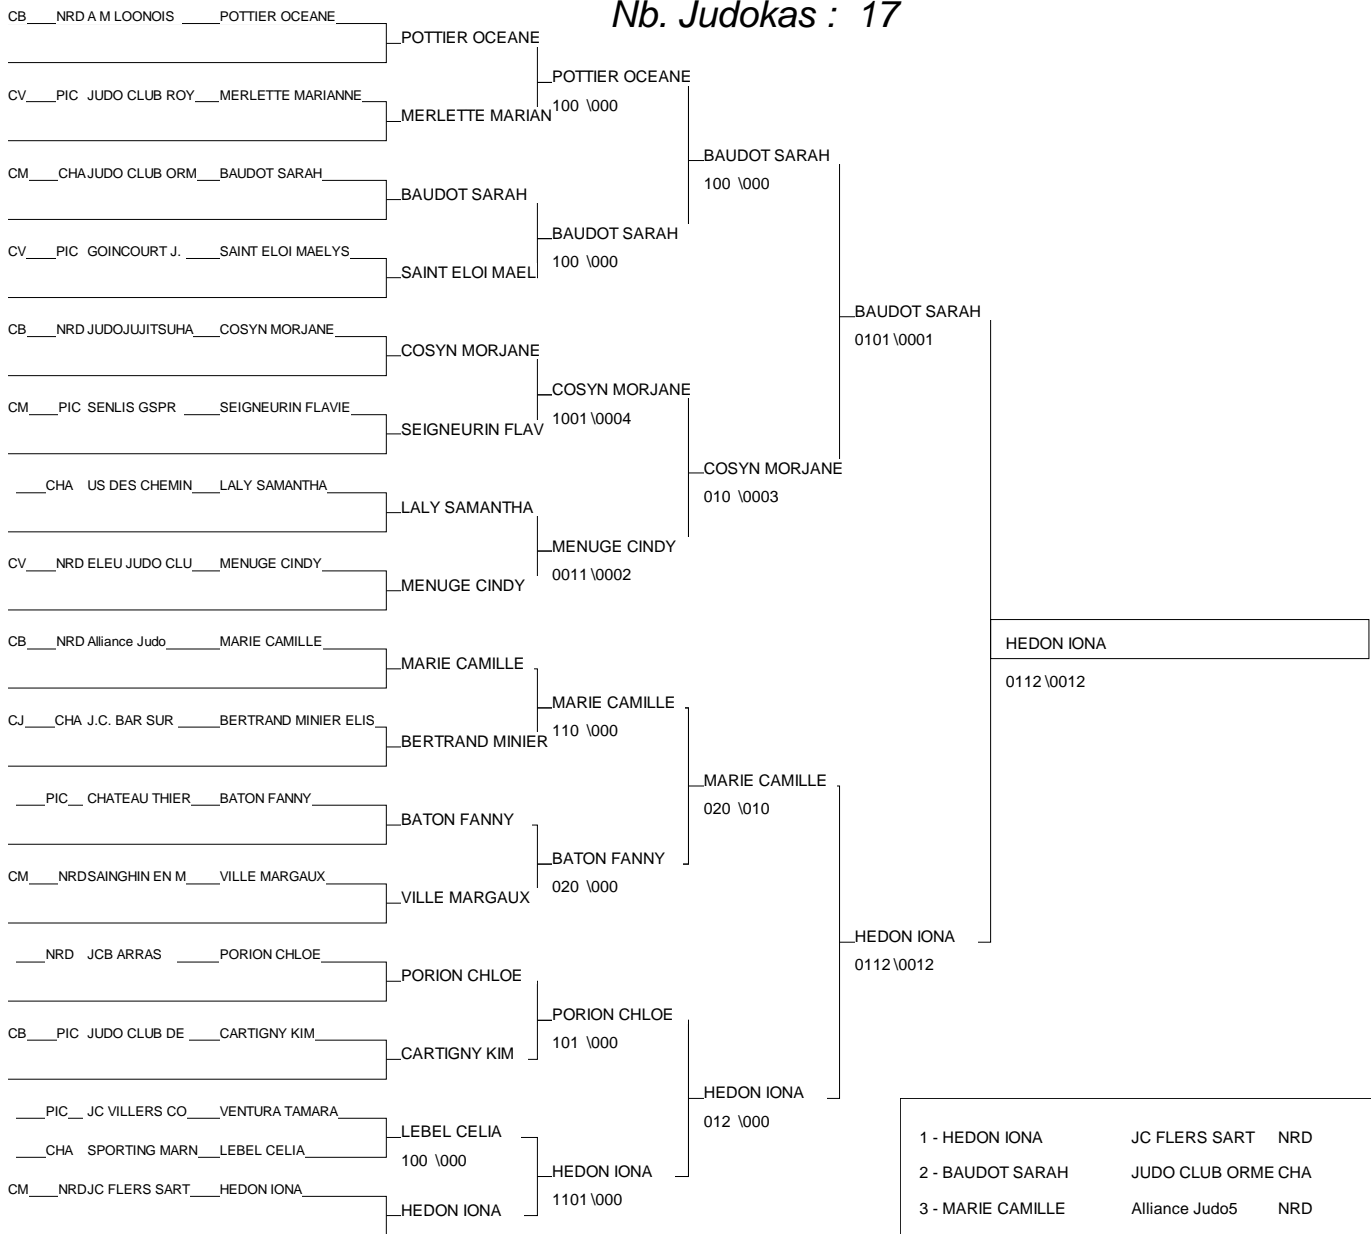 Nb. Judokas : 17
CB NRD A M LOONOIS POTTIER OCEANE
CV PIC JUDO CLUB ROY MERLETTE MARIANNE
CM CHA JUDO CLUB ORM BAUDOT SARAH
CV PIC GOINCOURT J. SAINT ELOI MAELYS
CB NRD JUDOJUJITSUHA COSYN MORJANE
CM PIC SENLIS GSPR SEIGNEURIN FLAVIE
CHA US DES CHEMIN LALY SAMANTHA
CV NRD ELEU JUDO CLU MENUGE CINDY
CB NRD Alliance Judo MARIE CAMILLE
CJ CHA J.C. BAR SUR BERTRAND MINIER ELIS
PIC CHATEAU THIER BATON FANNY
CM NRD SAINGHIN EN M VILLE MARGAUX
NRD JCB ARRAS PORION CHLOE
CB PIC JUDO CLUB DE CARTIGNY KIM
PIC JC VILLERS CO VENTURA TAMARA
CHA SPORTING MARN LEBEL CELIA
CM NRD JC FLERS SART HEDON IONA
POTTIER OCEANE
MERLETTE MARIAN
BAUDOT SARAH
SAINT ELOI MAEL
COSYN MORJANE
SEIGNEURIN FLAV
LALY SAMANTHA
MENUGE CINDY
MARIE CAMILLE
BERTRAND MINIER
BATON FANNY
VILLE MARGAUX
PORION CHLOE
CARTIGNY KIM
LEBEL CELIA
100 \000
HEDON IONA
POTTIER OCEANE
100 \000
BAUDOT SARAH
100 \000
COSYN MORJANE
1001 \0004
MENUGE CINDY
0011 \0002
MARIE CAMILLE
110 \000
BATON FANNY
020 \000
PORION CHLOE
101 \000
HEDON IONA
1101 \000
BAUDOT SARAH
100 \000
COSYN MORJANE
010 \0003
MARIE CAMILLE
020 \010
HEDON IONA
012 \000
BAUDOT SARAH
0101 \0001
HEDON IONA
0112 \0012
HEDON IONA
0112 \0012
1 - HEDON IONA JC FLERS SART NRD
2 - BAUDOT SARAH JUDO CLUB ORME CHA
3 - MARIE CAMILLE Alliance Judo5 NRD